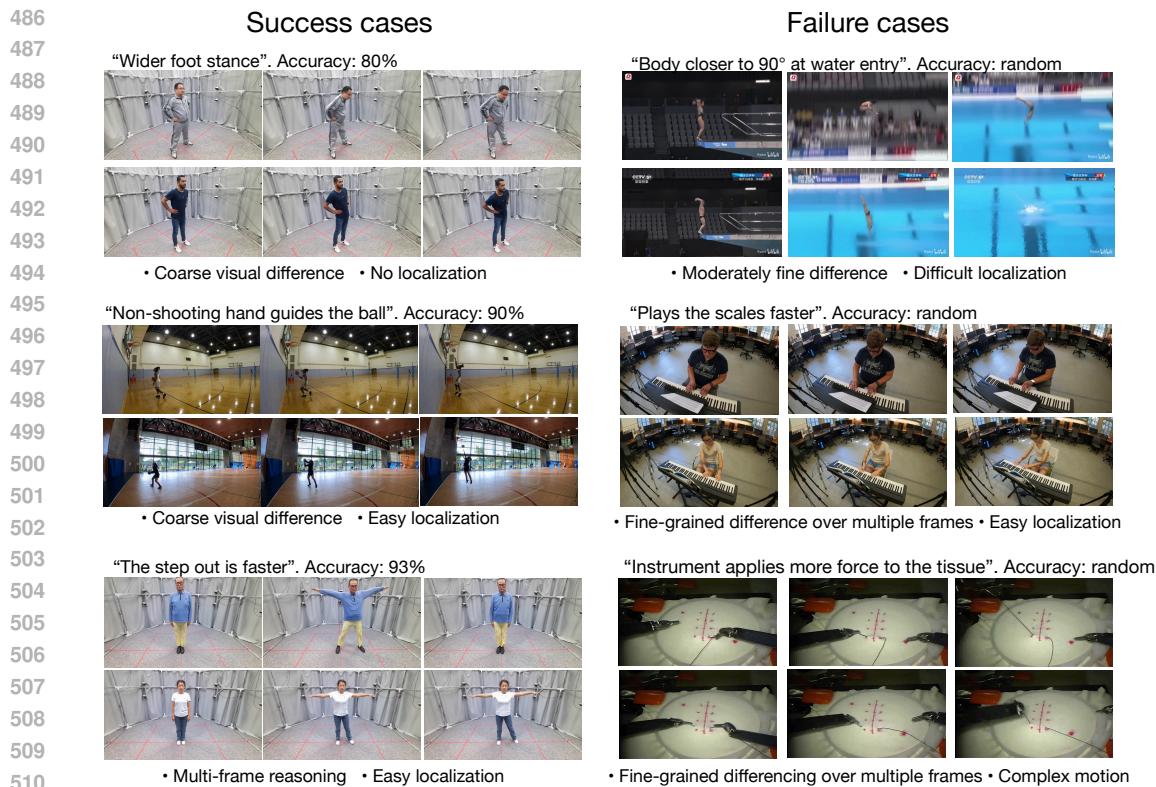 486
487
488
489
490
491
492
493
494
495
496
497
498
499
500
501
502
503
504
505
506
507
508
509
510
Success cases
“Wider foot stance”. Accuracy: 80%
• Coarse visual difference • No localization
“Non-shooting hand guides the ball”. Accuracy: 90%
• Coarse visual difference • Easy localization
“The step out is faster”. Accuracy: 93%
• Multi-frame reasoning • Easy localization
Failure cases
“Body closer to 90° at water entry”. Accuracy: random
• Moderately fine difference • Difficult localization
“Plays the scales faster”. Accuracy: random
• Fine-grained difference over multiple frames • Easy localization
“Instrument applies more force to the tissue”. Accuracy: random
• Fine-grained differencing over multiple frames • Complex motion